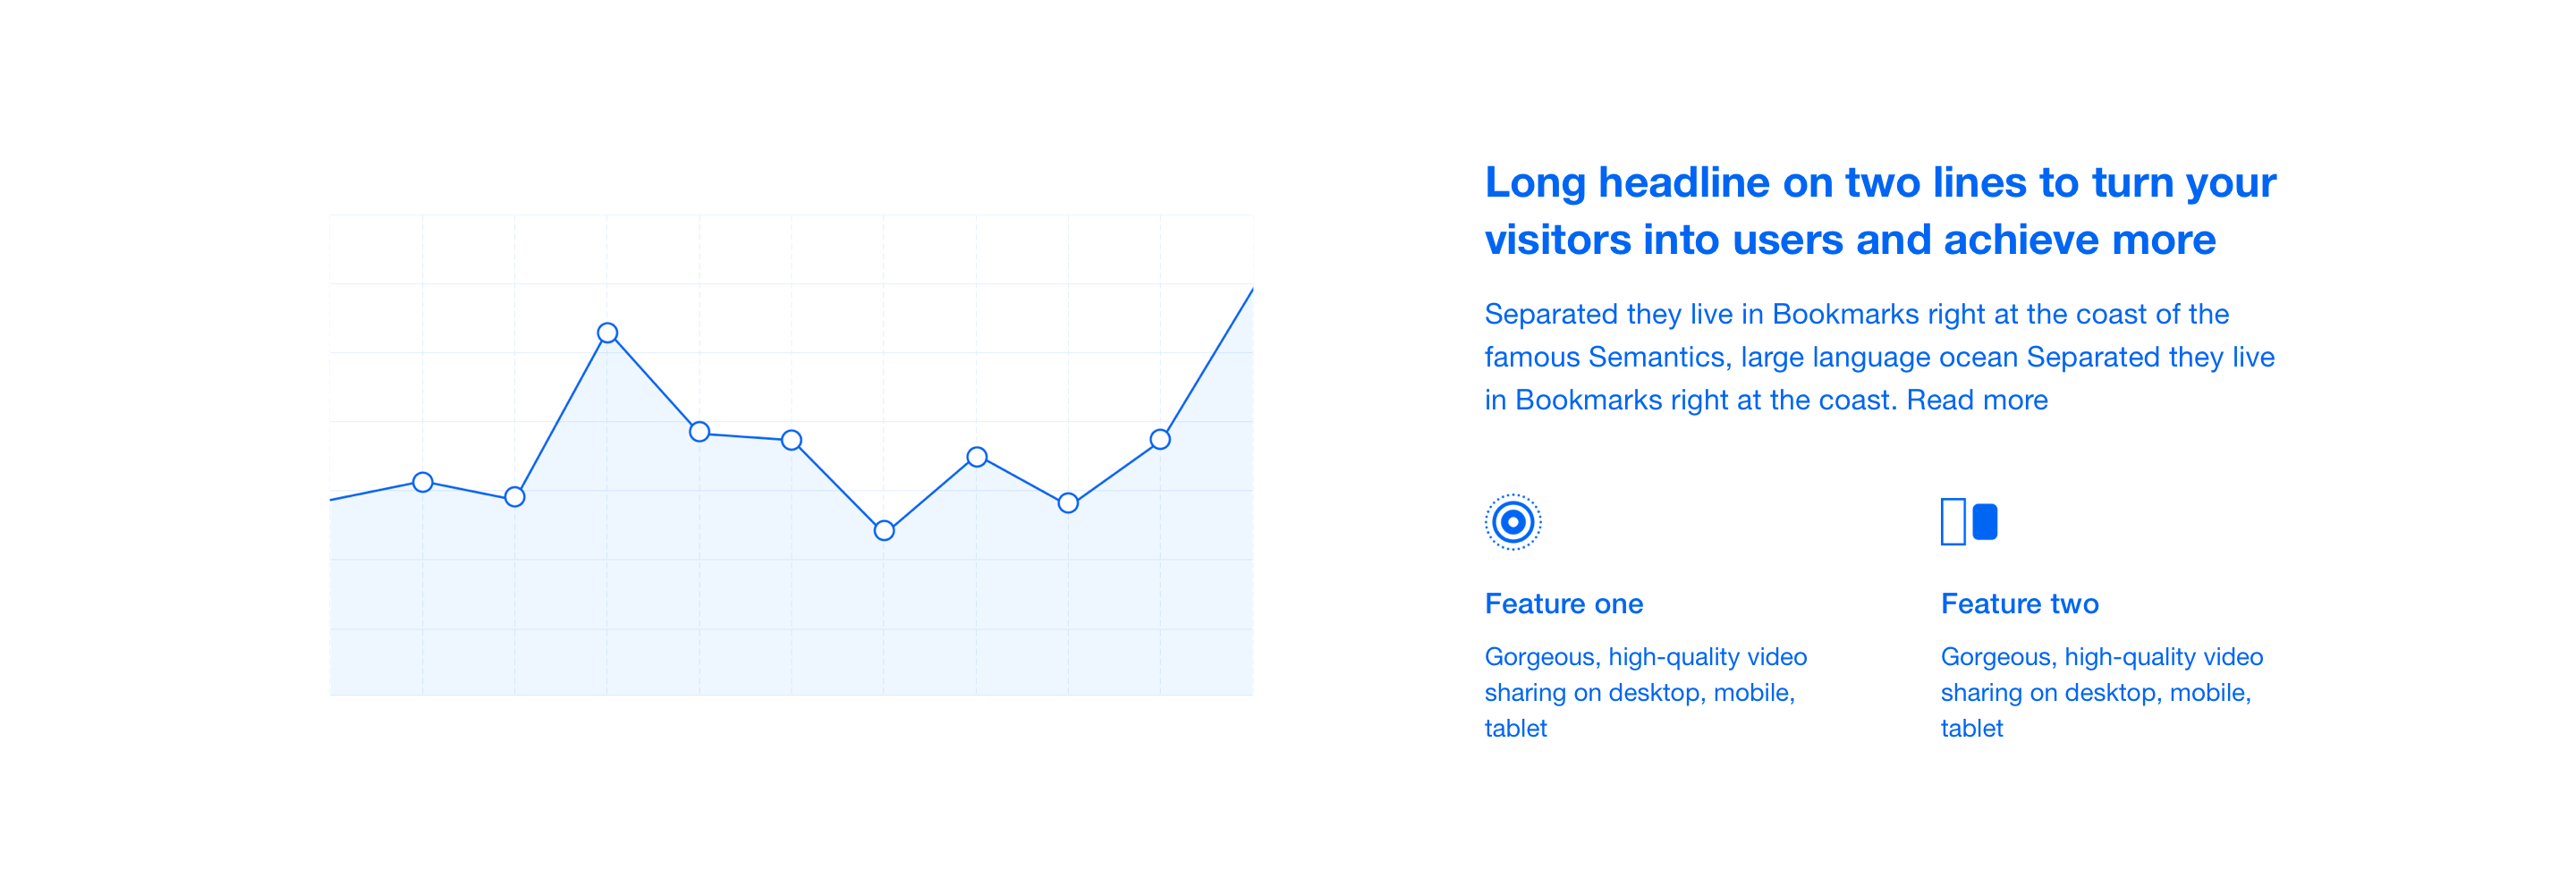 Long headline on two lines to turn your
visitors into users and achieve more
Separated they live in Bookmarks right at the coast of the
famous Semantics, large language ocean Separated they live
in Bookmarks right at the coast. Read more
Feature one
Gorgeous, high-quality video
sharing on desktop, mobile,
tablet
Feature two
Gorgeous, high-quality video
sharing on desktop, mobile,
tablet